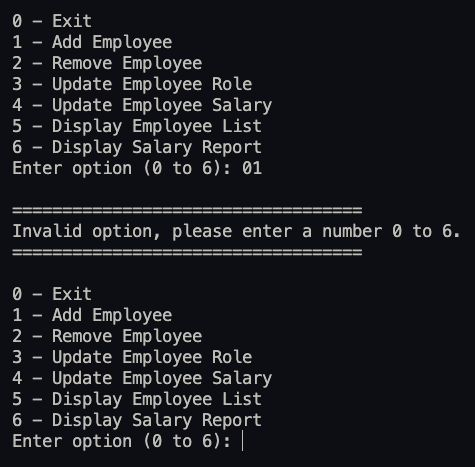 0 – Exit
1 – Add Employee
2 – Remove Employee
3 – Update Employee Role
4 – Update Employee Salary
5 – Display Employee List
6 – Display Salary Report
Enter option (0 to 6): 01
===================================
Invalid option, please enter a number 0 to 6.
===================================
0 – Exit
1 – Add Employee
2 – Remove Employee
3 – Update Employee Role
4 – Update Employee Salary
5 – Display Employee List
6 – Display Salary Report
Enter option (0 to 6):